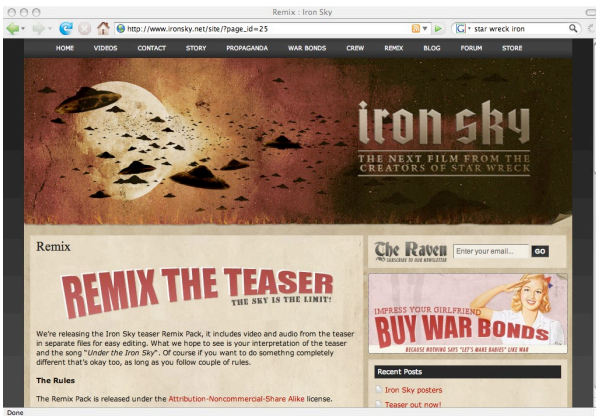 Remix : Iron Sky
http://www.ironsky.net/site/?page_id=25
star wreck iron
HOME VIDEOS CONTACT STORY PROPAGANDA WAR BONDS CREW REMIX BLOG FORUM STORE
iron sky
THE NEXT FILM FROM THE
CREATORS OF STAR WRECK
Remix
REMIX THE TEASER
THE SKY IS THE LIMIT!
We're releasing the Iron Sky teaser Remix Pack, it includes video and audio from the teaser
in separate files for easy editing. What we hope to see is your interpretation of the teaser
and the song "Under the Iron Sky". Of course if you want to do somethng completely
different that's okay too, as long as you follow couple of rules.
The Rules
The Remix Pack is released under the Attribution-Noncommercial-Share Alike license.
The Raven
SUBSCRIBE TO OUR NEWSLETTER
Enter your email... GO
IMPRESS YOUR GIRLFRIEND
BUY WAR BONDS
BECAUSE NOTHING SAYS "LET'S MAKE BABIES" LIKE WAR
Recent Posts
Iron Sky posters
Teaser out now!
Done